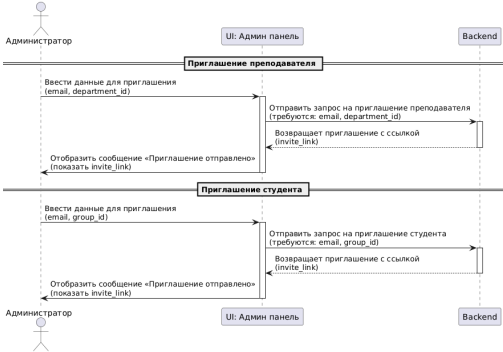 Администратор
UI: Админ панель
Backend
Приглашение преподавателя
Ввести данные для приглашения
(email, department_id)
Отправить запрос на приглашение преподавателя
(требуются: email, department_id)
Возвращает приглашение с ссылкой
(invite_link)
Отобразить сообщение «Приглашение отправлено»
(показать invite_link)
Приглашение студента
Ввести данные для приглашения
(email, group_id)
Отправить запрос на приглашение студента
(требуются: email, group_id)
Возвращает приглашение с ссылкой
(invite_link)
Отобразить сообщение «Приглашение отправлено»
(показать invite_link)
Администратор
UI: Админ панель
Backend